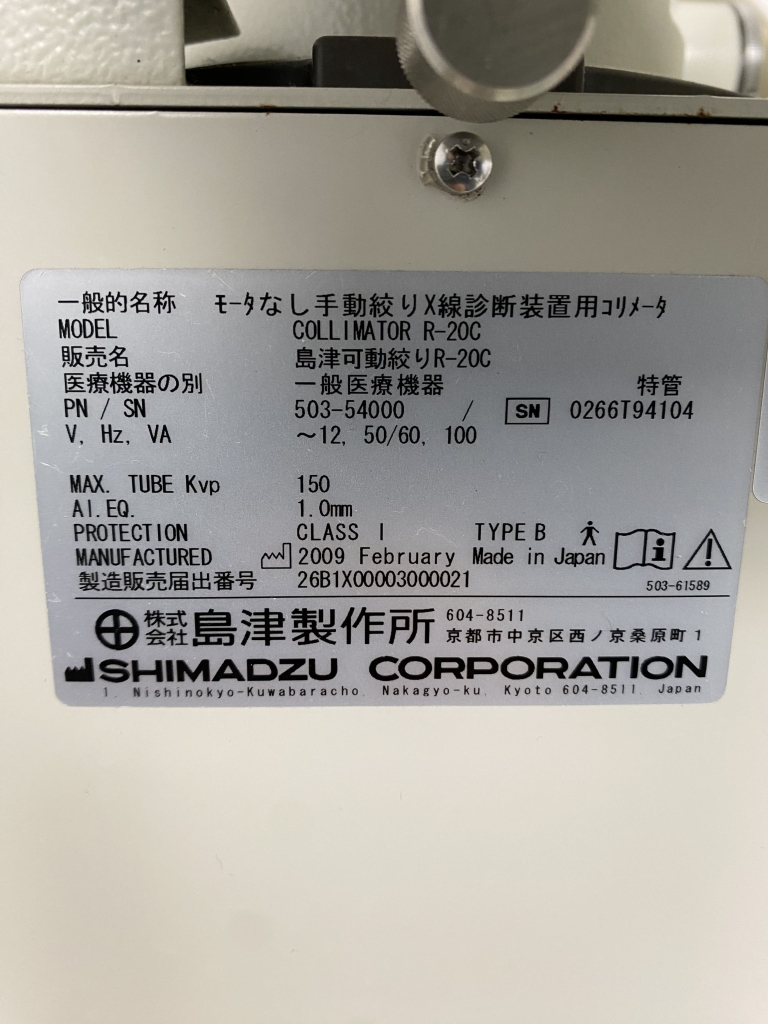 一般的名称 ﾓｰﾀなし手動絞りX線診断装置用ｺﾘﾒｰﾀ
MODEL COLLIMATOR R-20C
販売名 島津可動絞りR-20C
医療機器の別 一般医療機器 特管
PN / SN 503-54000 / SN 0266T94104
V, Hz, VA ～12, 50/60, 100
MAX. TUBE Kvp 150
Al.EQ. 1.0mm
PROTECTION CLASS I TYPE B
MANUFACTURED 2009 February Made in Japan
製造販売届出番号 26B1X00003000021
503-61589
株式会社 島津製作所 604-8511
京都市中京区西ノ京桑原町1
SHIMADZU CORPORATION
1, Nishinokyo-Kuwabaracho, Nakagyo-ku, Kyoto 604-8511, Japan